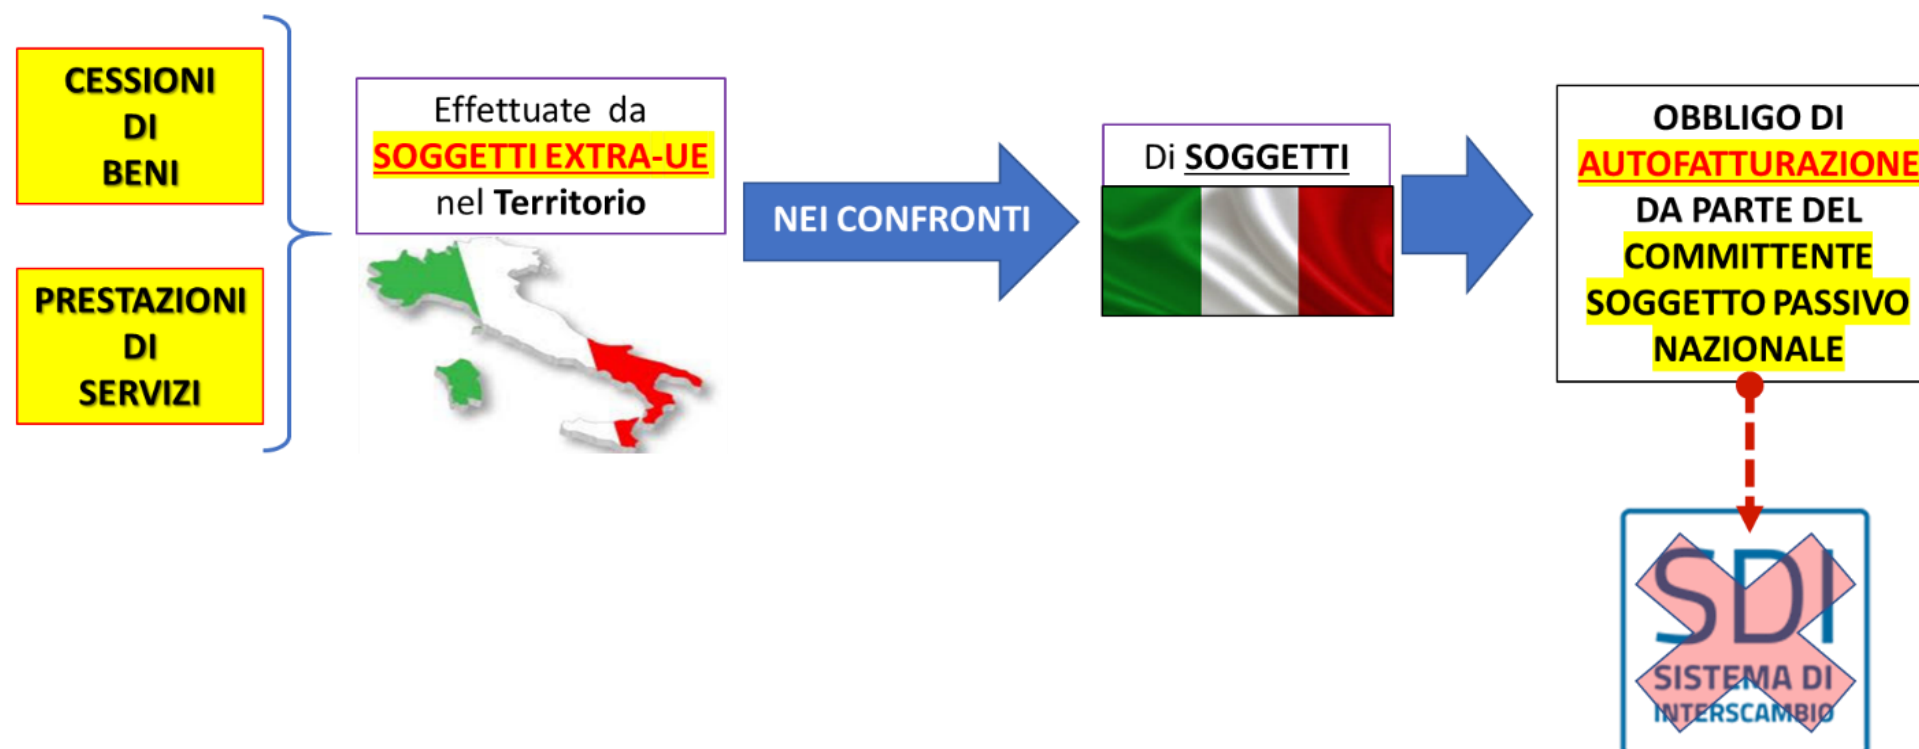 CESSIONI
DI
BENI
PRESTAZIONI
DI
SERVIZI
Effettuate da
SOGGETTI EXTRA-UE
nel Territorio
NEI CONFRONTI
Di SOGGETTI
OBBLIGO DI
AUTOFATTURAZIONE
DA PARTE DEL
COMMITTENTE
SOGGETTO PASSIVO
NAZIONALE
SDI
SISTEMA DI
INTERSCAMBIO